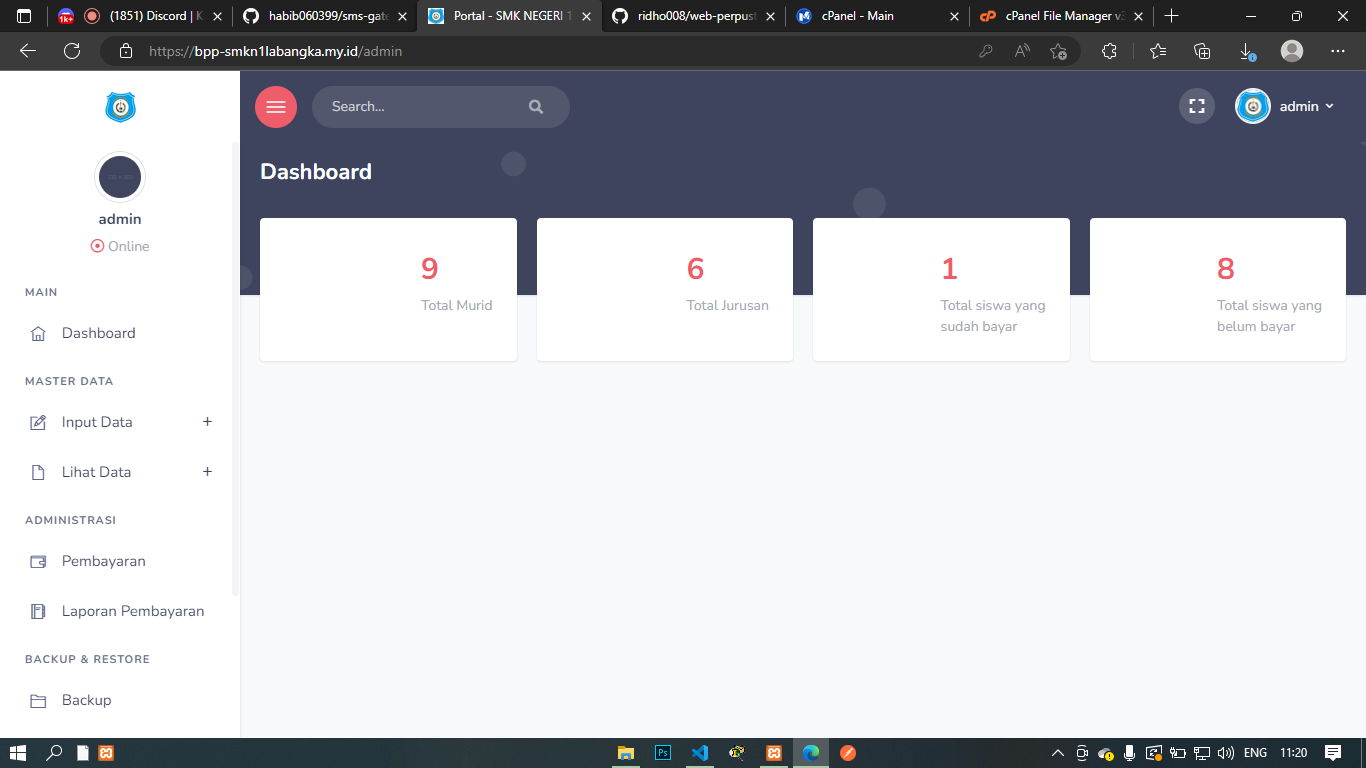 (1851) Discord | K
habib060399/sms-gate
Portal - SMK NEGERI 1
ridho008/web-perpust
cPanel - Main
cPanel File Manager v3
https://bpp-smkn1labangka.my.id/admin
Search...
admin
Dashboard
admin
Online
9
Total Murid
6
Total Jurusan
1
Total siswa yang
sudah bayar
8
Total siswa yang
belum bayar
MAIN
Dashboard
MASTER DATA
Input Data +
Lihat Data +
ADMINISTRASI
Pembayaran
Laporan Pembayaran
BACKUP & RESTORE
Backup
ENG
11:20